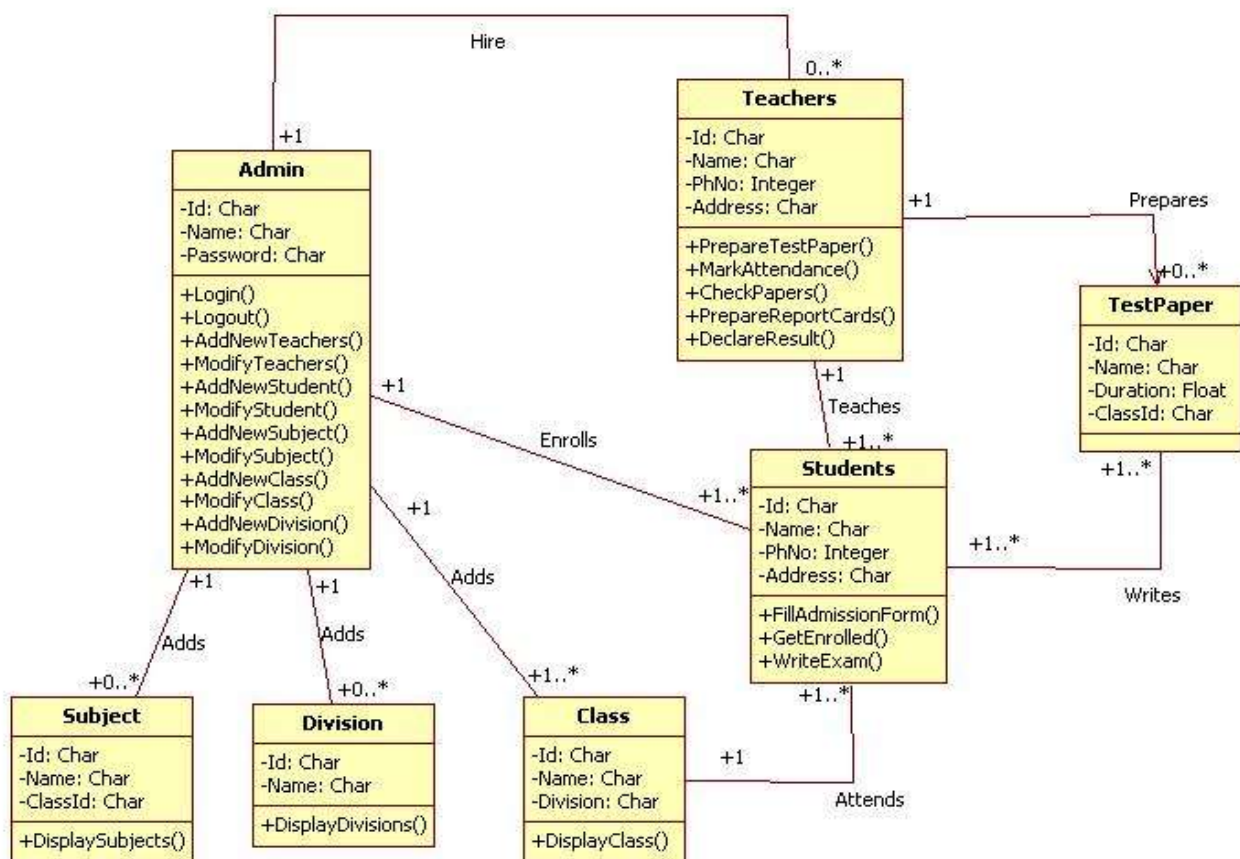 Hire
0..*
+1
Teachers
-Id: Char
-Name: Char
-PhNo: Integer
-Address: Char
+PrepareTestPaper()
+MarkAttendance()
+CheckPapers()
+PrepareReportCards()
+DeclareResult()
Admin
-Id: Char
-Name: Char
-Password: Char
+Login()
+Logout()
+AddNewTeachers()
+ModifyTeachers()
+AddNewStudent()
+ModifyStudent()
+AddNewSubject()
+ModifySubject()
+AddNewClass()
+ModifyClass()
+AddNewDivision()
+ModifyDivision()
+1
Prepares
+0..*
TestPaper
-Id: Char
-Name: Char
-Duration: Float
-ClassId: Char
+1
Teaches
+1..*
+1
Enrolls
+1..*
Students
-Id: Char
-Name: Char
-PhNo: Integer
-Address: Char
+FillAdmissionForm()
+GetEnrolled()
+WriteExam()
+1..*
+1..*
Writes
+1
Adds
+0..*
+1
Adds
+0..*
+1
Adds
+1..*
Subject
-Id: Char
-Name: Char
-ClassId: Char
+DisplaySubjects()
Division
-Id: Char
-Name: Char
+DisplayDivisions()
Class
-Id: Char
-Name: Char
-Division: Char
+DisplayClass()
+1..*
+1
Attends